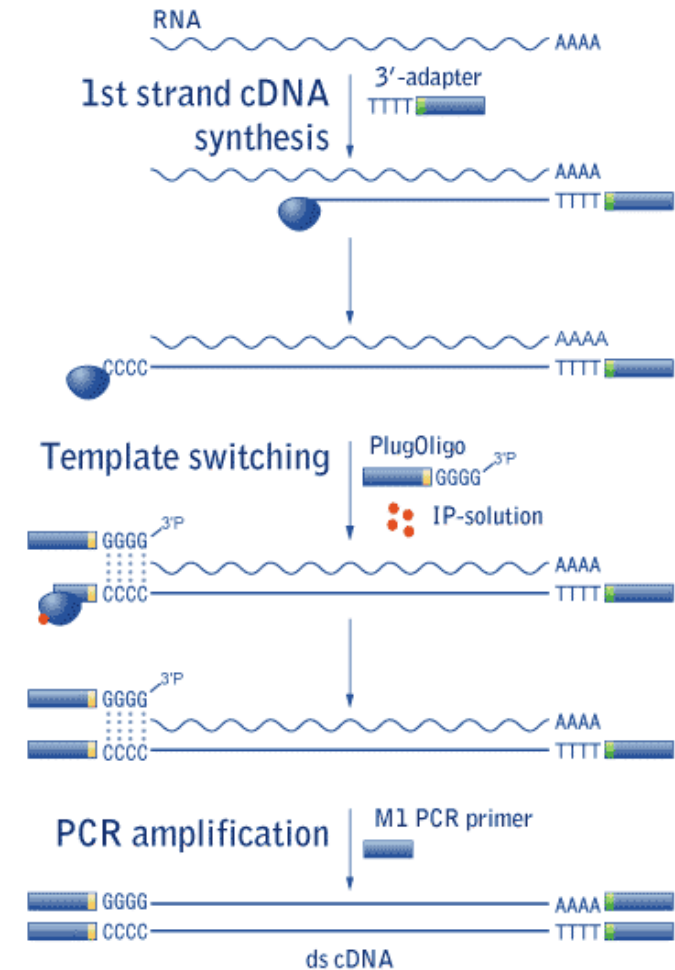 RNA
AAAA
1st strand cDNA
synthesis
3′-adapter
TTTT
AAAA
TTTT
AAAA
CCCC
TTTT
Template switching
PlugOligo
GGGG
3′P
IP-solution
GGGG
3′P
AAAA
CCCC
TTTT
GGGG
3′P
AAAA
CCCC
TTTT
PCR amplification
M1 PCR primer
GGGG
AAAA
CCCC
TTTT
ds cDNA